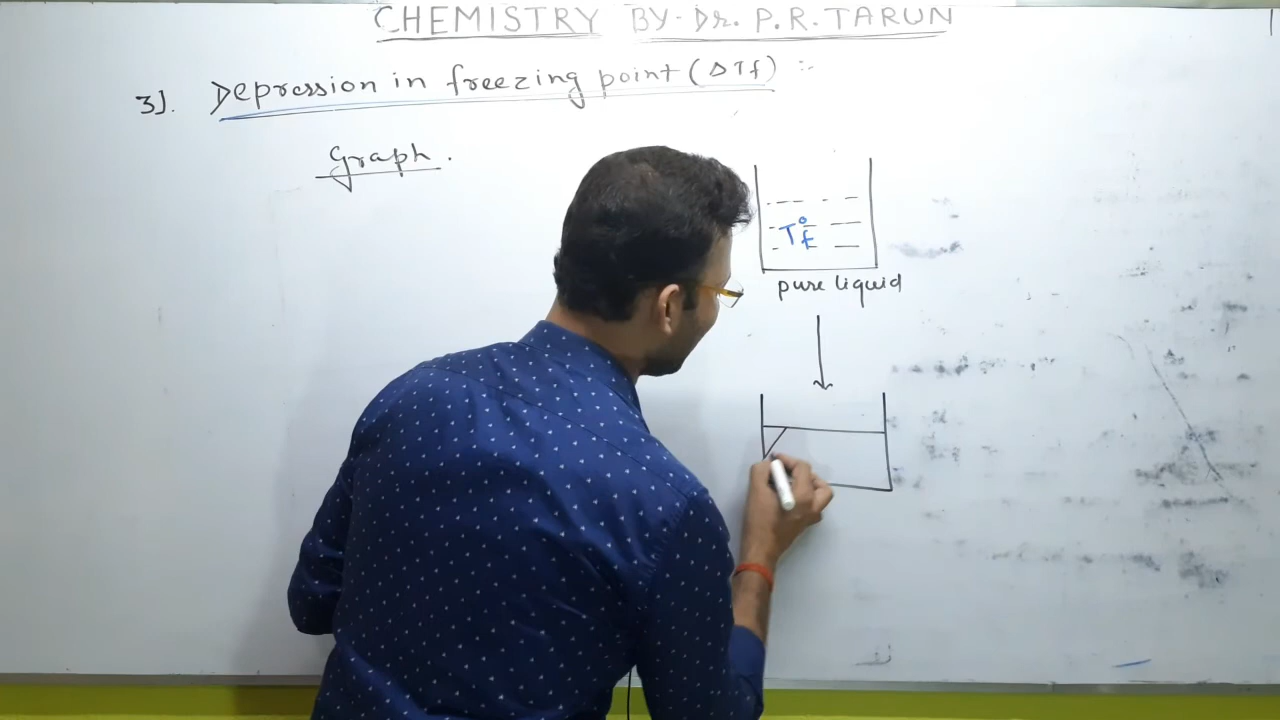 CHEMISTRY BY- Dr. P.R. TARUN
3]. Depression in freezing point (ΔTf) :-
Graph.
T°f
pure liquid